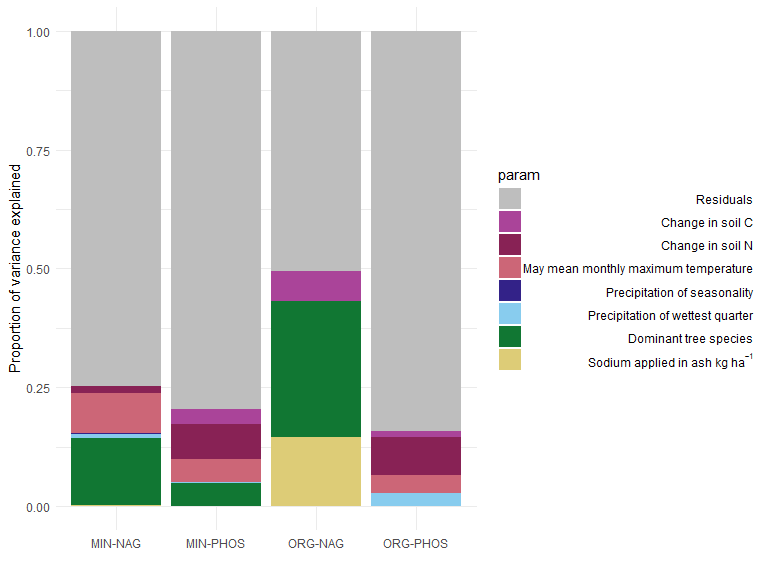 1.00
0.75
0.50
0.25
0.00
Proportion of variance explained
MIN-NAG
MIN-PHOS
ORG-NAG
ORG-PHOS
param
Residuals
Change in soil C
Change in soil N
May mean monthly maximum temperature
Precipitation of seasonality
Precipitation of wettest quarter
Dominant tree species
Sodium applied in ash kg ha⁻¹